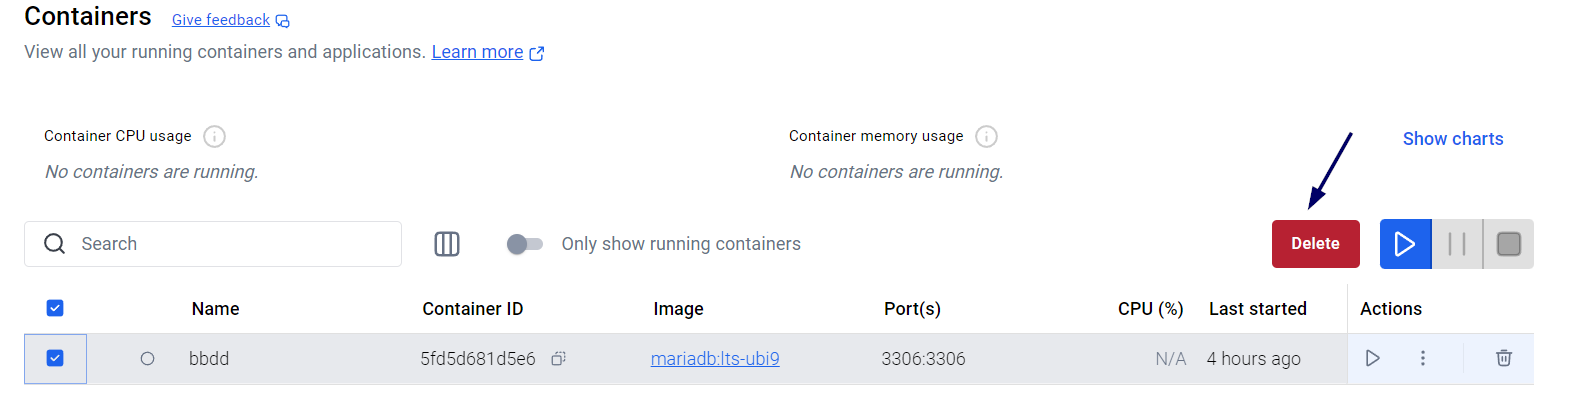 Containers Give feedback
View all your running containers and applications. Learn more
Container CPU usage Container memory usage Show charts
No containers are running. No containers are running.
Search Only show running containers Delete
Name Container ID Image Port(s) CPU (%) Last started Actions
bbdd 5fd5d681d5e6 mariadb:lts-ubi9 3306:3306 N/A 4 hours ago